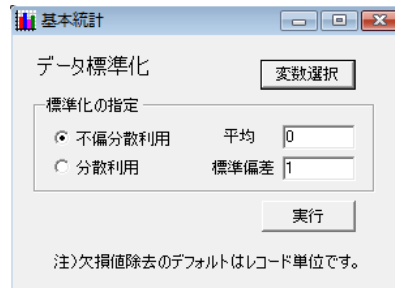 基本統計
データ標準化
変数選択
標準化の指定
不偏分散利用 平均 0
分散利用 標準偏差 1
実行
注)欠損値除去のデフォルトはレコード単位です。